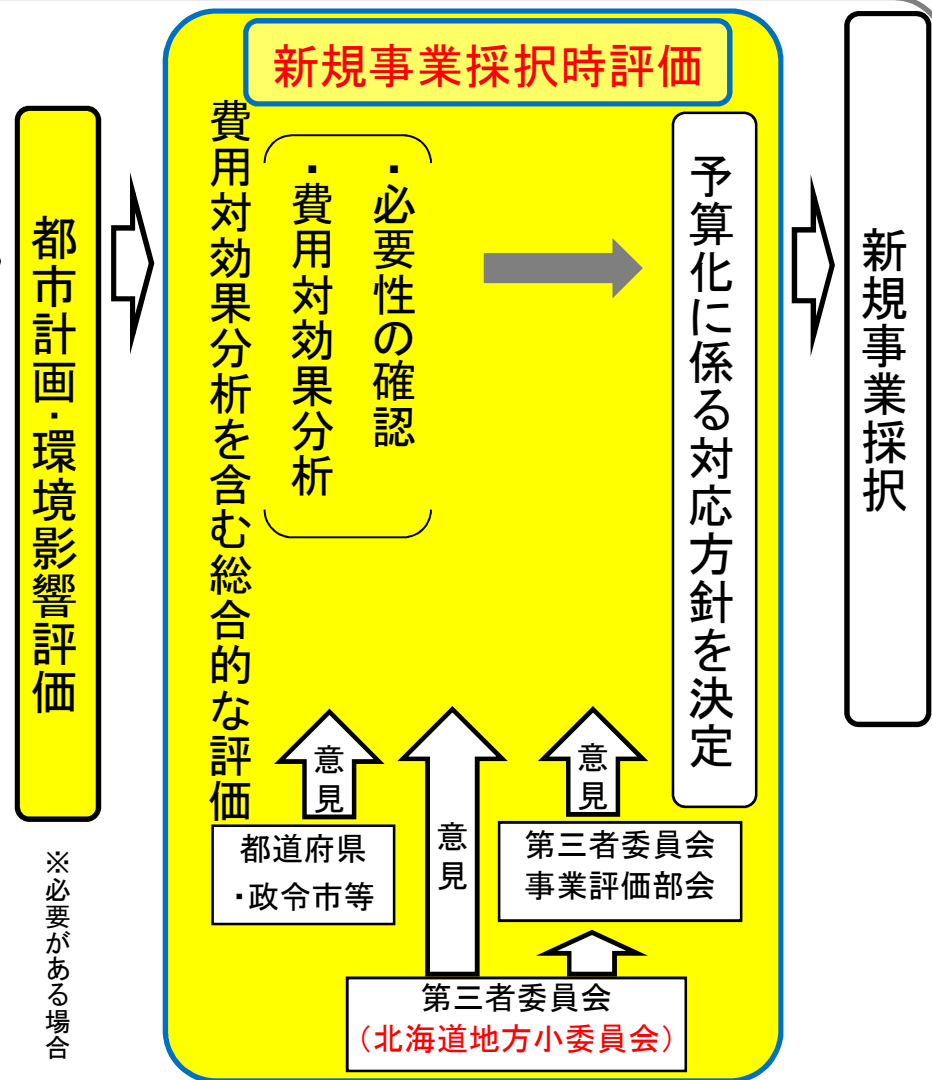 新規事業採択時評価
都市計画・環境影響評価
※必要がある場合
費用対効果分析を含む総合的な評価
・必要性の確認
・費用対効果分析
予算化に係る対応方針を決定
新規事業採択
意見
都道府県
・政令市等
意見
意見
第三者委員会
事業評価部会
第三者委員会
（北海道地方小委員会）